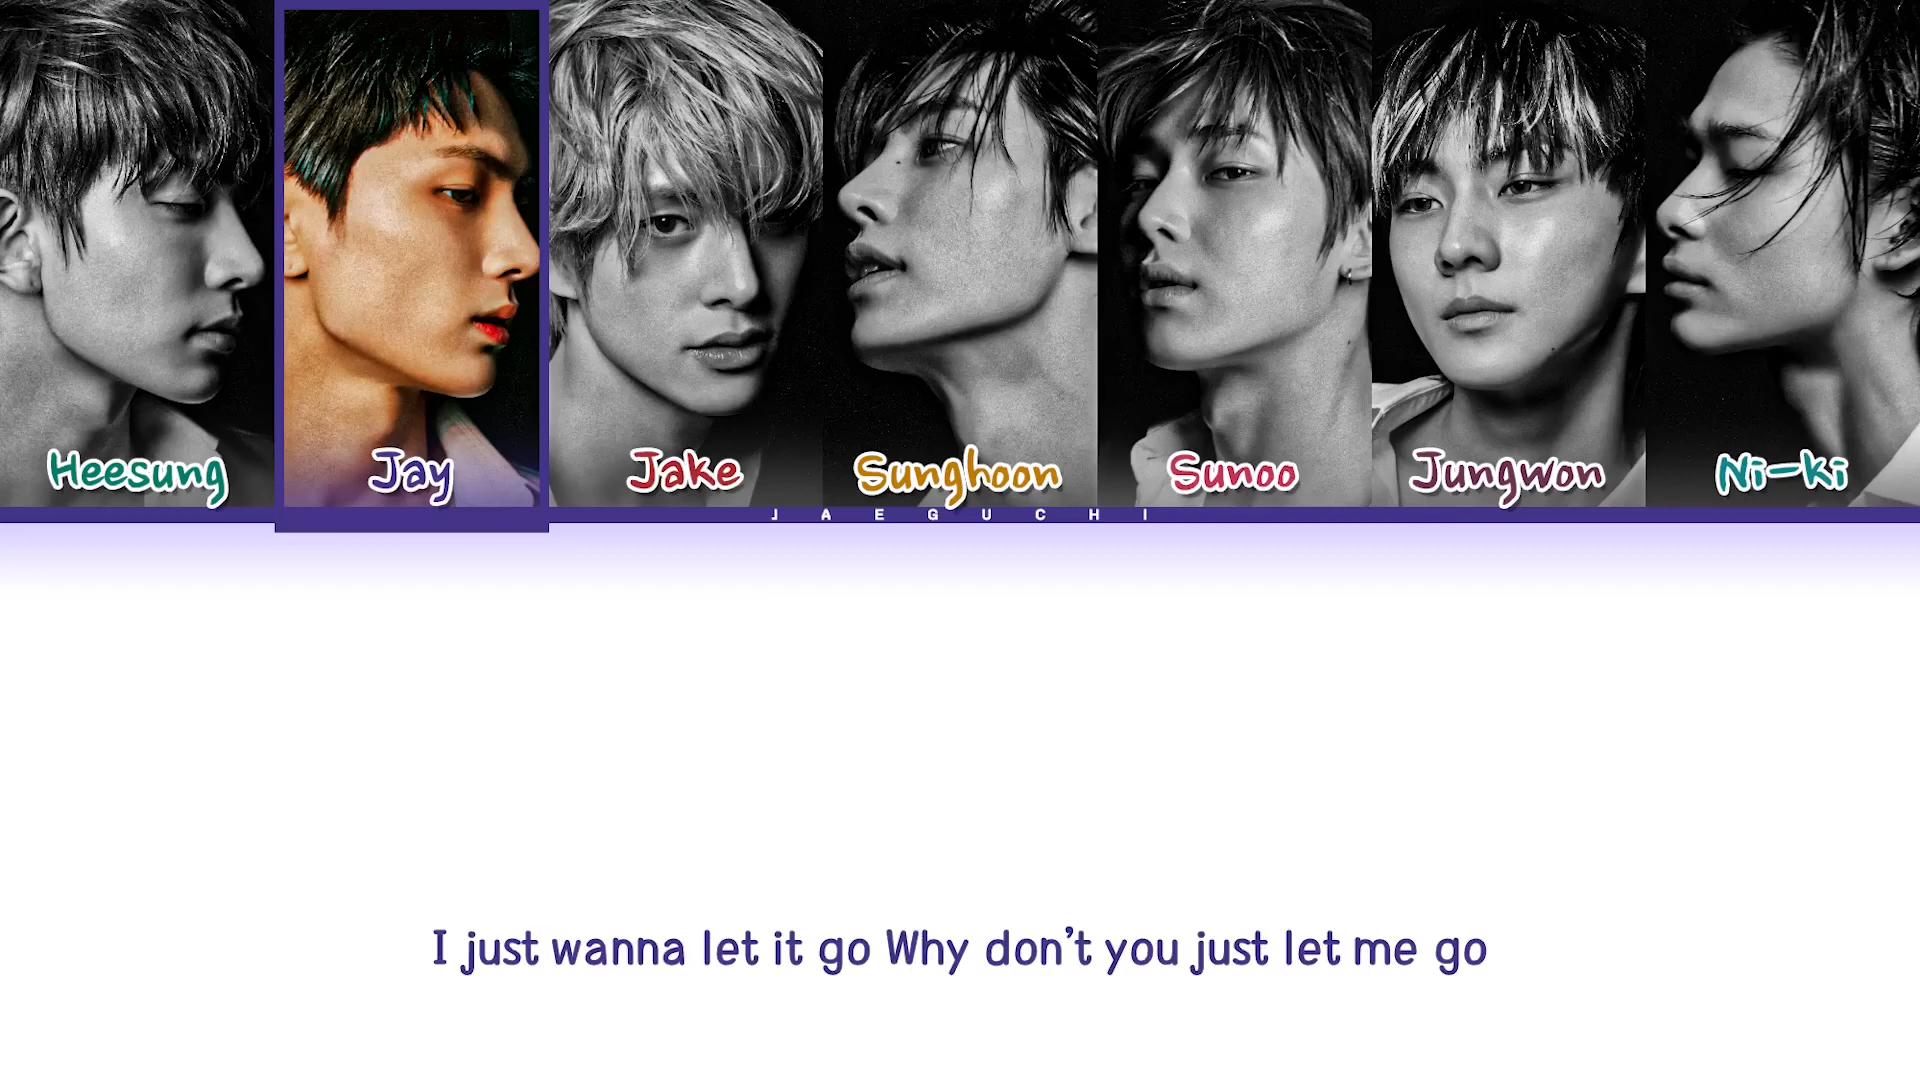 Heesung Jay Jake Sunghoon Sunoo Jungwon Ni-ki
JAEGUCHI
I just wanna let it go Why don't you just let me go